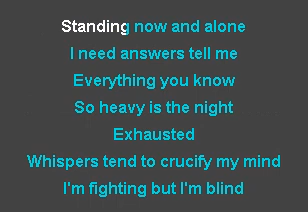 Standing now and alone
I need answers tell me
Everything you know
So heavy is the night
Exhausted
Whispers tend to crucify my mind
I'm fighting but I'm blind